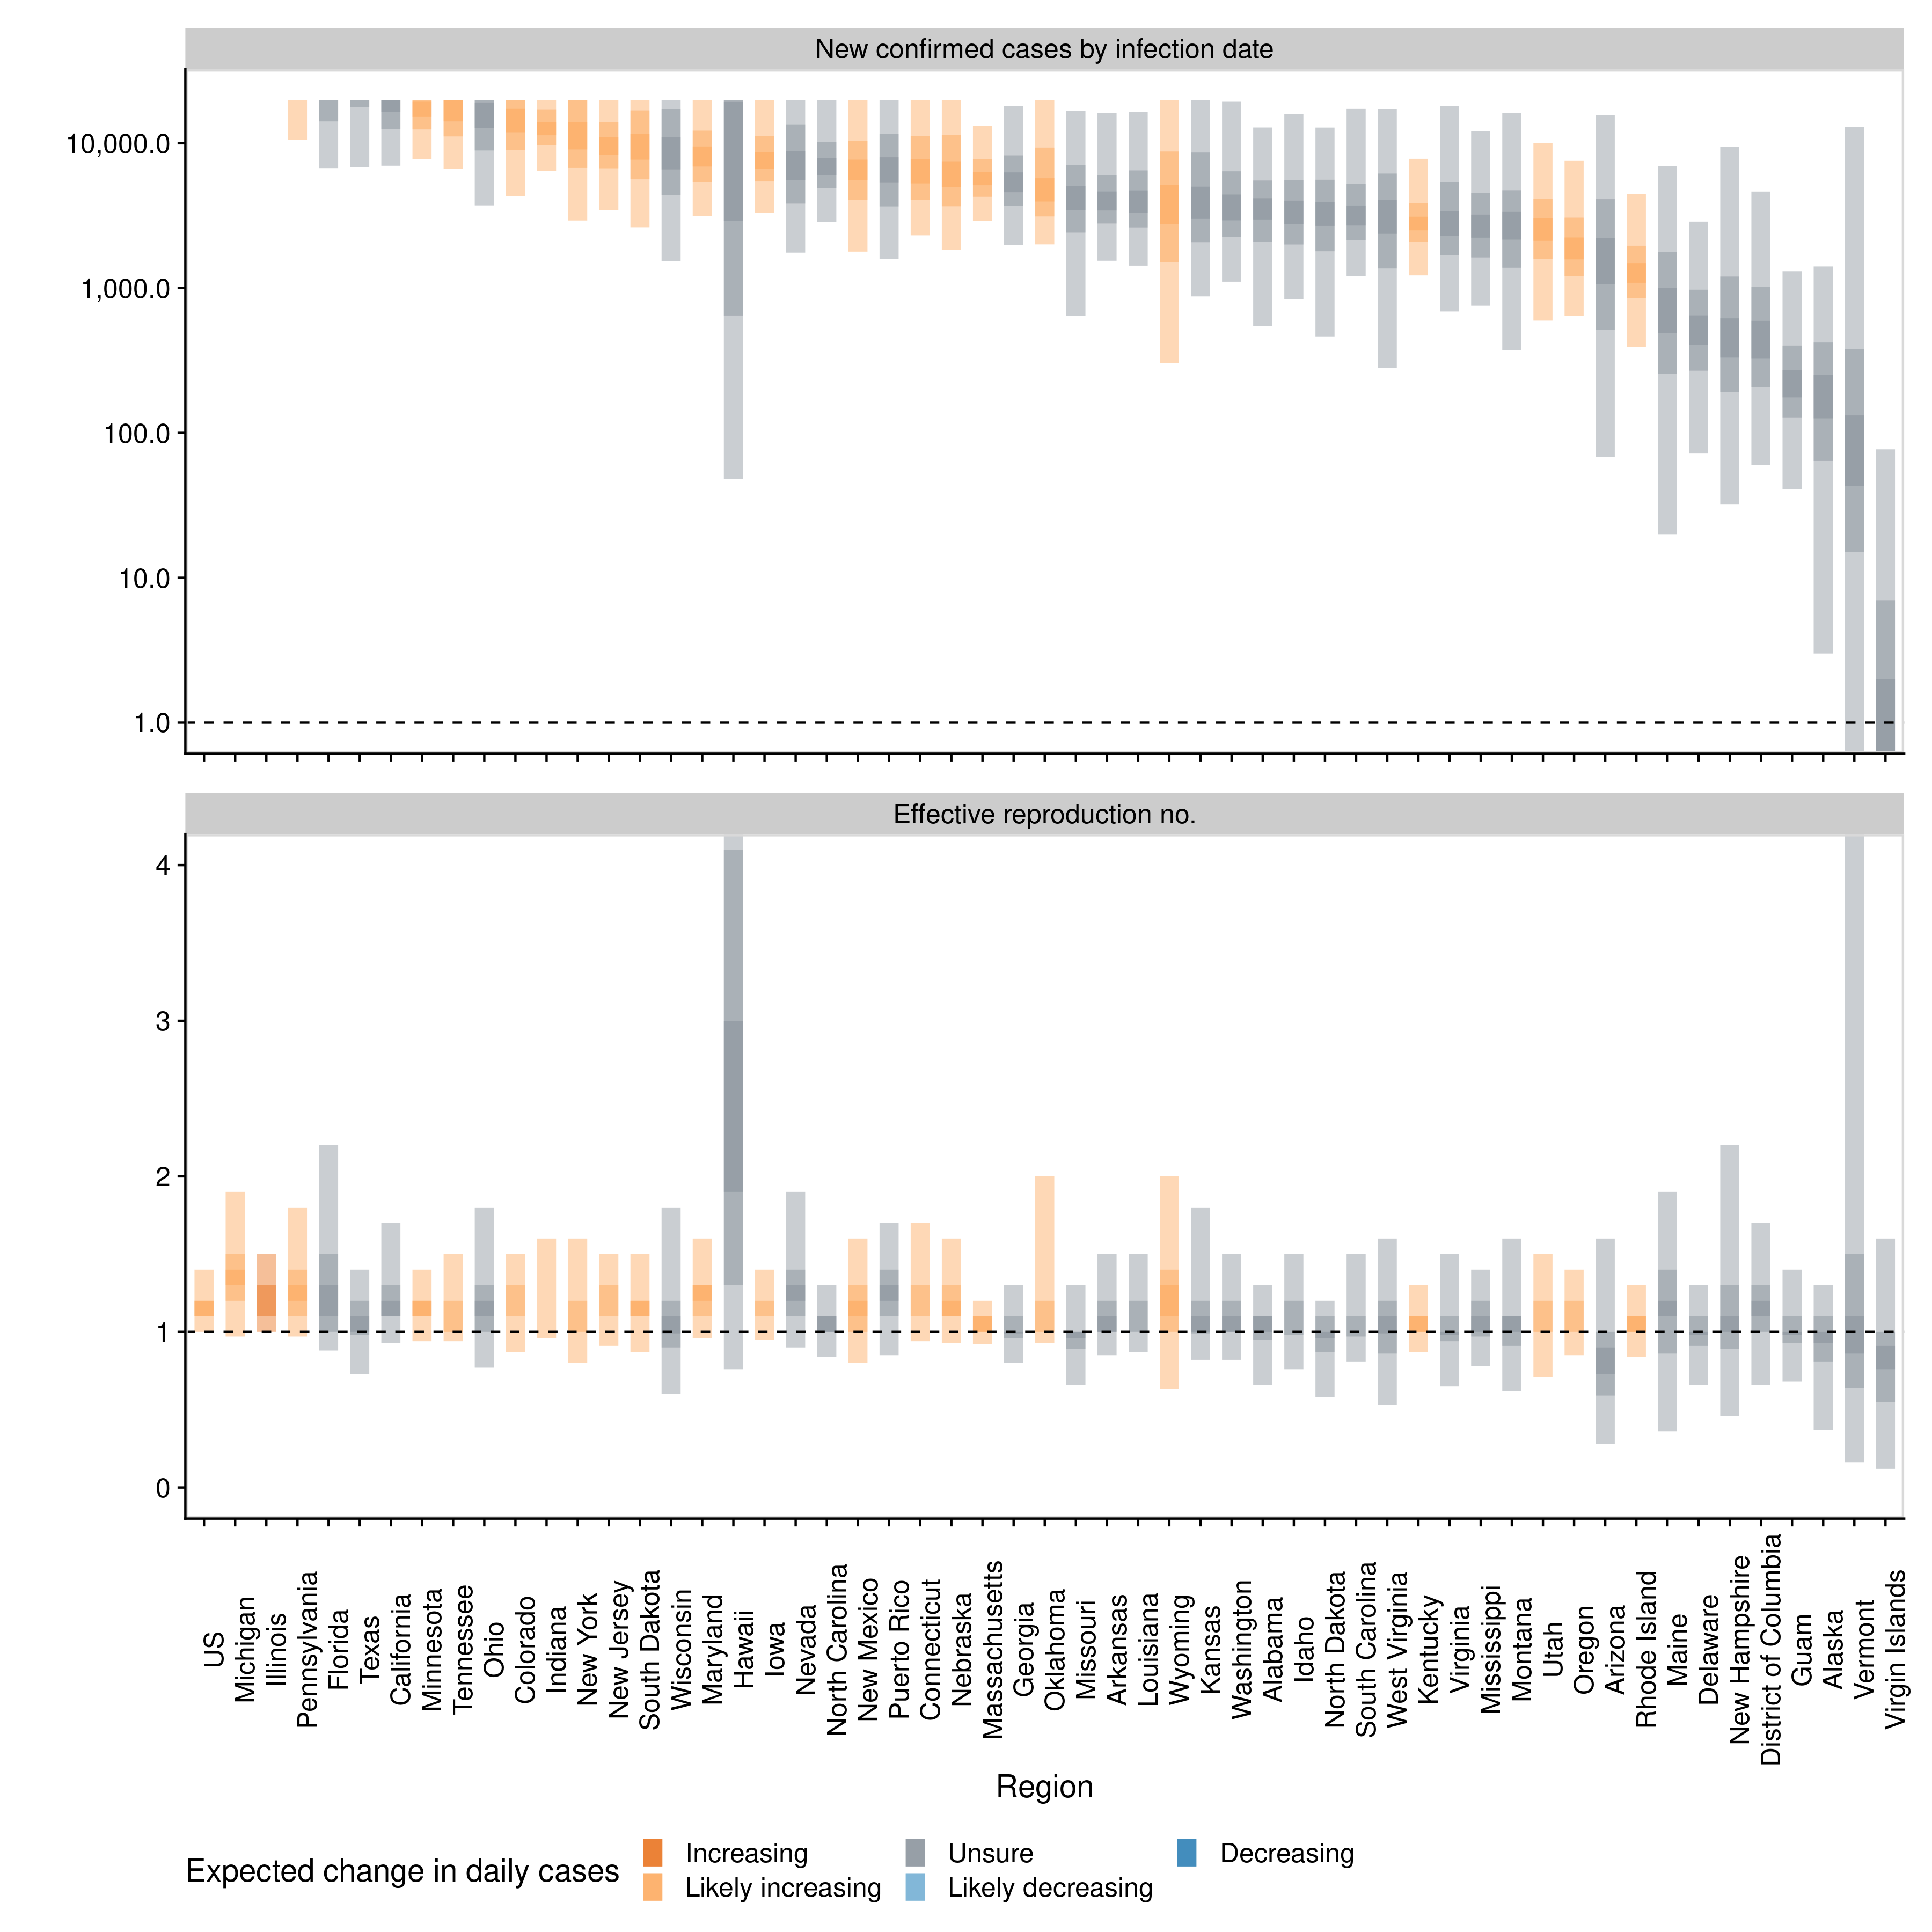 New confirmed cases by infection date
10,000.0
1,000.0
100.0
10.0
1.0
Effective reproduction no.
4
3
2
1
0
US
Michigan
Illinois
Pennsylvania
Florida
Texas
California
Minnesota
Tennessee
Ohio
Colorado
Indiana
New York
New Jersey
South Dakota
Wisconsin
Maryland
Hawaii
Iowa
Nevada
North Carolina
New Mexico
Puerto Rico
Connecticut
Nebraska
Massachusetts
Georgia
Oklahoma
Missouri
Arkansas
Louisiana
Wyoming
Kansas
Washington
Alabama
Idaho
North Dakota
South Carolina
West Virginia
Kentucky
Virginia
Mississippi
Montana
Utah
Oregon
Arizona
Rhode Island
Maine
Delaware
New Hampshire
District of Columbia
Guam
Alaska
Vermont
Virgin Islands
Region
Expected change in daily cases
Increasing
Likely increasing
Unsure
Likely decreasing
Decreasing